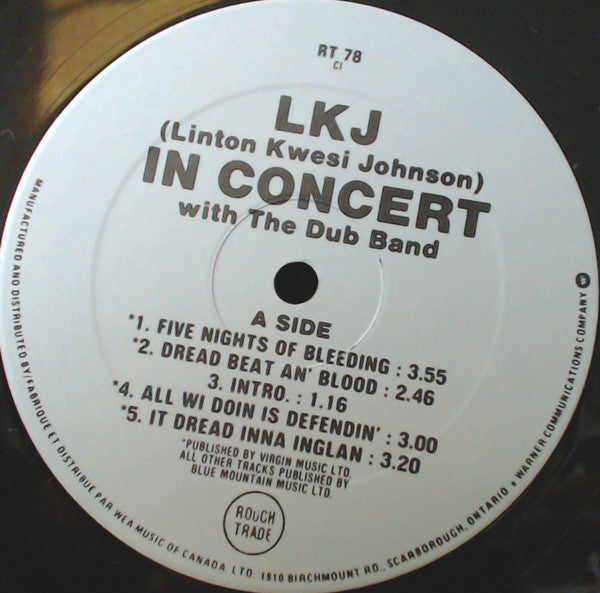 RT 78
CI
LKJ
(Linton Kwesi Johnson)
IN CONCERT
with The Dub Band
A SIDE
*1. FIVE NIGHTS OF BLEEDING : 3.55
*2. DREAD BEAT AN' BLOOD : 2.46
3. INTRO. : 1.16
*4. ALL WI DOIN IS DEFENDIN' : 3.00
*5. IT DREAD INNA INGLAN : 3.20
*PUBLISHED BY VIRGIN MUSIC LTD.
ALL OTHER TRACKS PUBLISHED BY
BLUE MOUNTAIN MUSIC LTD.
ROUGH
TRADE
MANUFACTURED AND DISTRIBUTED BY/FABRIQUE ET DISTRIBUE PAR WEA MUSIC OF CANADA LTD. 1810 BIRCHMOUNT RD., SCARBOROUGH, ONTARIO • A WARNER COMMUNICATIONS COMPANY